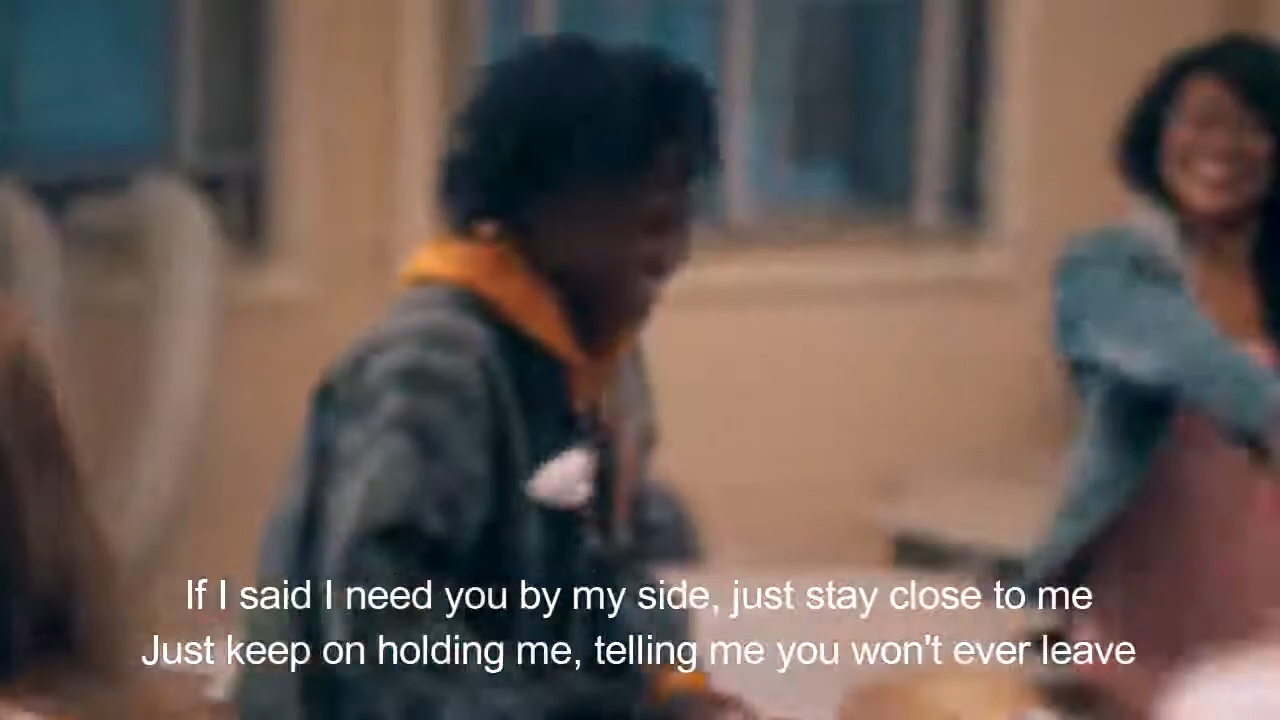 If I said I need you by my side, just stay close to me
Just keep on holding me, telling me you won't ever leave